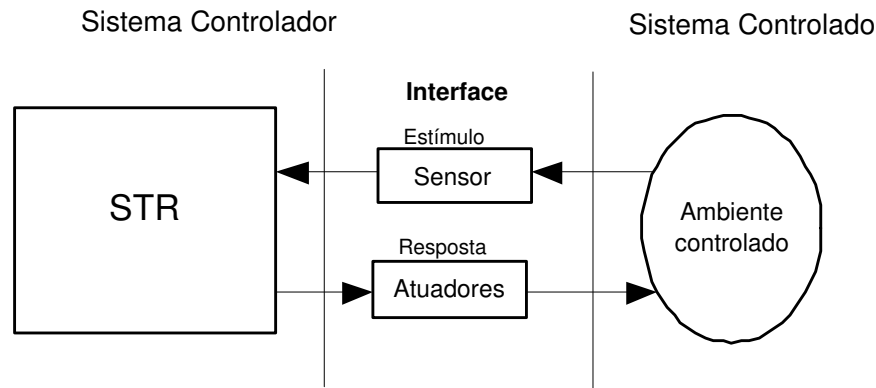 Sistema Controlador
Sistema Controlado
Interface
Estímulo
Sensor
STR
Ambiente
controlado
Resposta
Atuadores